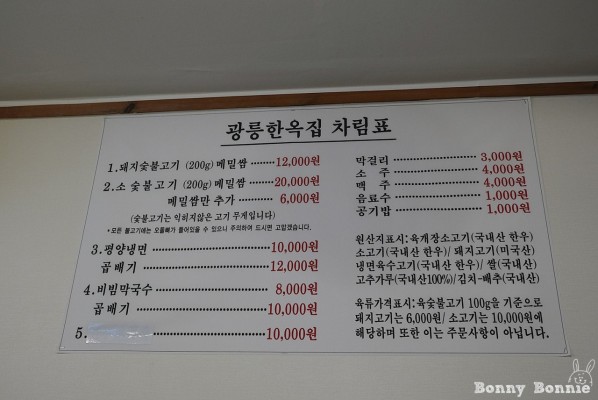 광릉한옥집 차림표
1.돼지숯불고기 (200g) 메밀쌈 ········ 12,000원
2.소 숯불고기 (200g) 메밀쌈 ········ 20,000원
메밀쌈만 추가 ········ 6,000원
(숯불고기는 익히지않은 고기 무게입니다)
*모든 불고기에는 오돌뼈가 들어있을 수 있으니 주의하여 드시면 고맙겠습니다.
3.평양냉면 ········ 10,000원
곱배기 ········ 12,000원
4.비빔막국수 ········ 8,000원
곱배기 ········ 10,000원
5. ········ 10,000원
막걸리 ········ 3,000원
소 주 ········ 4,000원
맥 주 ········ 4,000원
음료수 ········ 1,000원
공기밥 ········ 1,000원
원산지표시: 육개장소고기(국내산 한우)
소고기(국내산 한우)/ 돼지고기(미국산)
냉면육수고기(국내산 한우)/ 쌀(국내산)
고추가루(국내산100%)/ 김치-배추(국내산)
육류가격표시: 육숯불고기 100g을 기준으로
돼지고기는 6,000원/ 소고기는 10,000원에
해당하며 또한 이는 주문사항이 아닙니다.
Bonny Bonnie